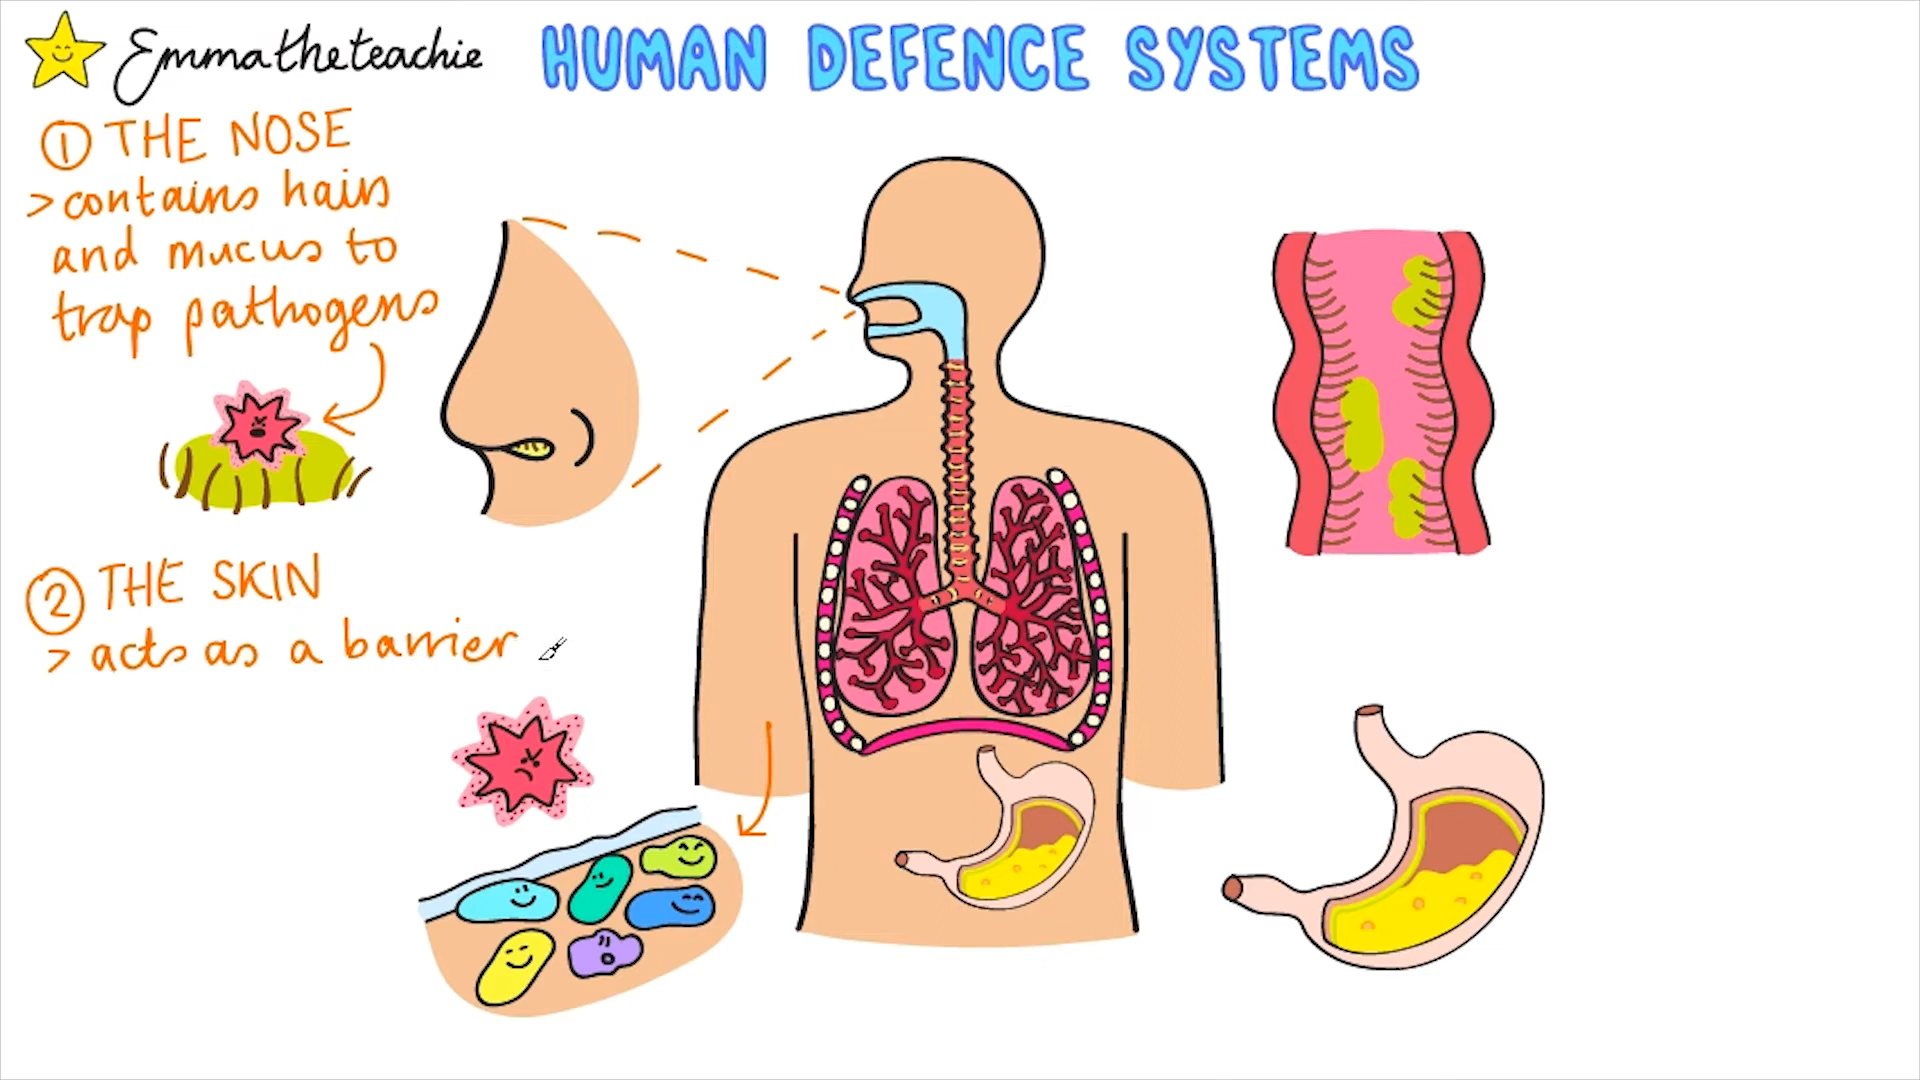 Emmatheteachie
HUMAN DEFENCE SYSTEMS
① THE NOSE
> contains hairs
and mucus to
trap pathogens
② THE SKIN
> acts as a barrier